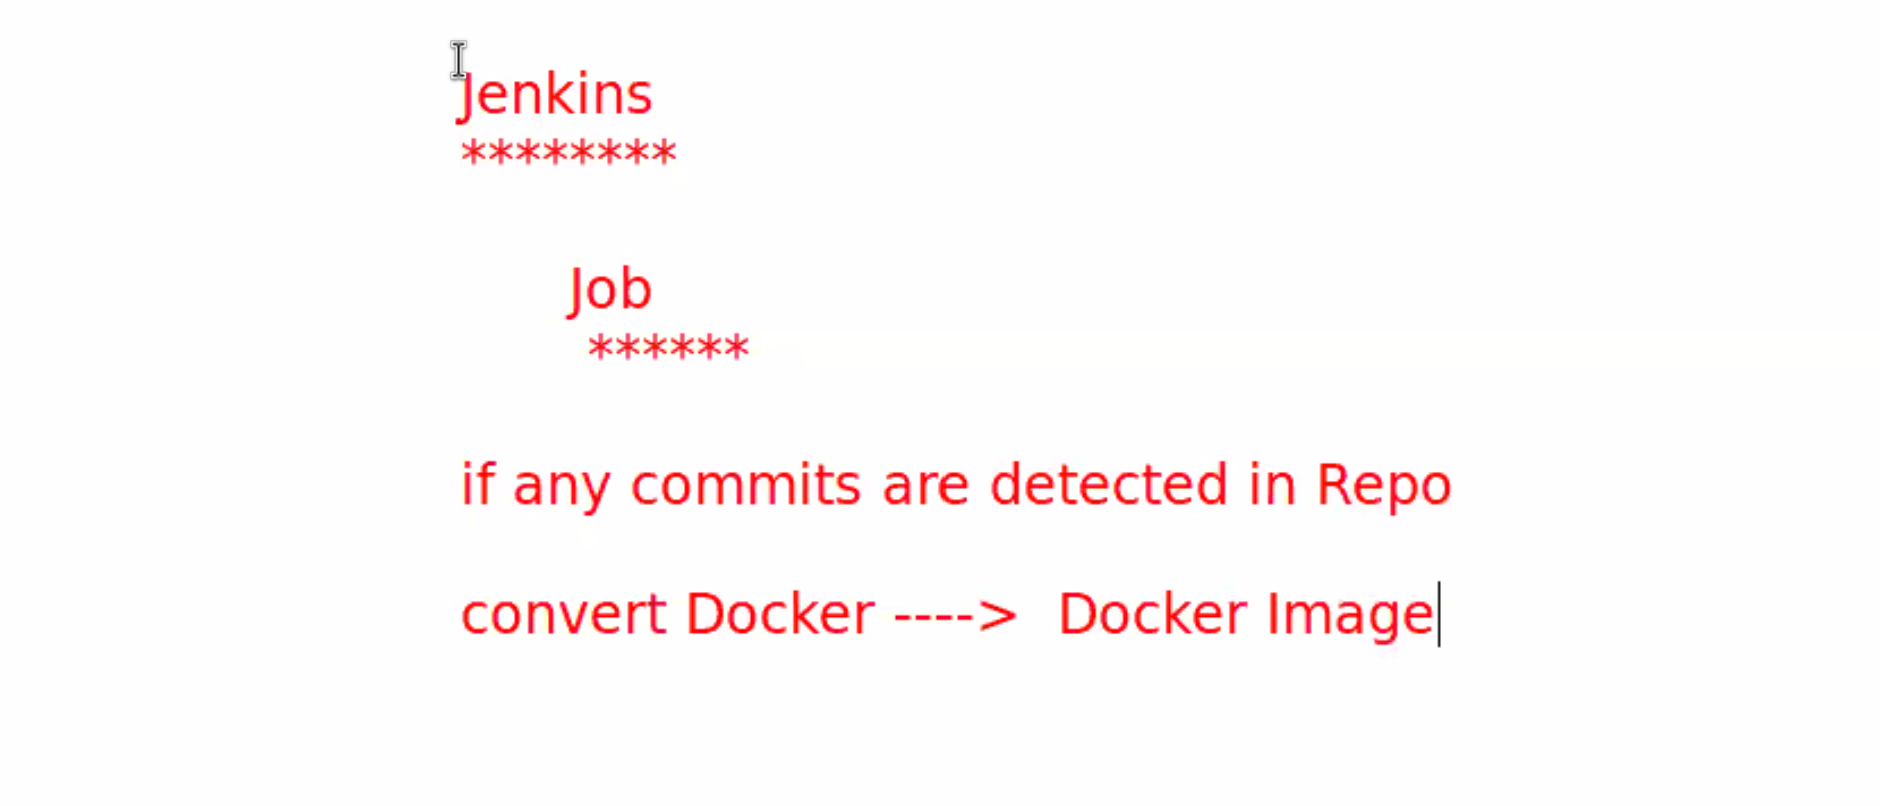 Jenkins
********
Job
******
if any commits are detected in Repo
convert Docker ---->  Docker Image